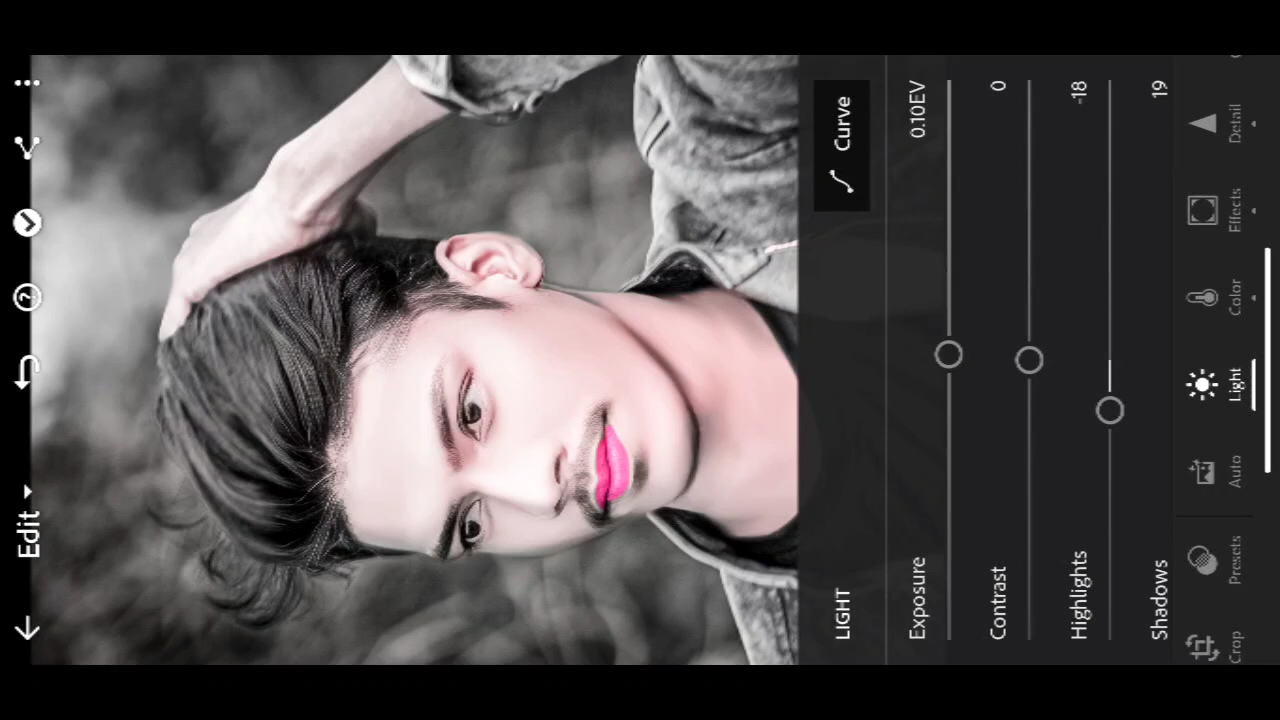 Edit
LIGHT
Curve
Exposure
0.10EV
Contrast
0
Highlights
-18
Shadows
19
Crop
Presets
Auto
Light
Color
Effects
Detail